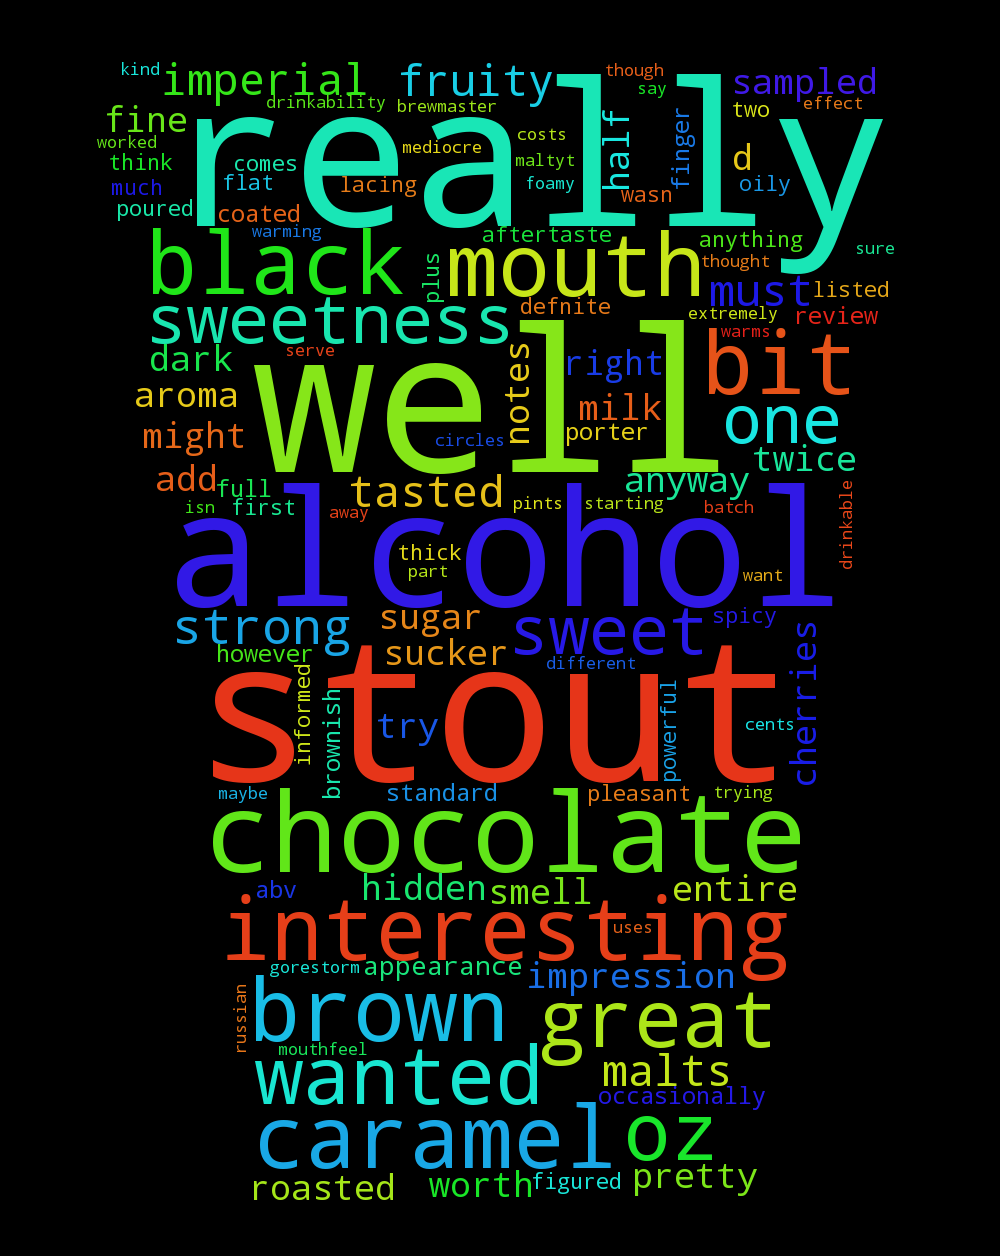 kind
imperial
fruity
though
say
sampled
drinkability
brewmaster
two
effect
fine
really
costs
half
finger
worked
mediocre
think
comes
maltyt
d
much
flat
lacing
foamy
wasn
oily
poured
coated
warming
aftertaste
anything
sure
black
plus
mouth
thought
sweetness
defnite
must
listed
extremely
review
dark
serve
well
notes
right
warms
bit
aroma
milk
one
might
circles
porter
twice
add
full
tasted
anyway
isn
first
away
pints
starting
batch
drinkable
alcohol
thick
part
want
strong
sugar
sweet
spicy
however
sucker
different
cherries
stout
informed
brownish
try
powerful
cents
maybe
standard
pleasant
trying
chocolate
abv
hidden
smell
entire
interesting
uses
gorestorm
appearance
impression
russian
brown
great
mouthfeel
wanted
malts
occasionally
caramel
oz
roasted
worth
figured
pretty